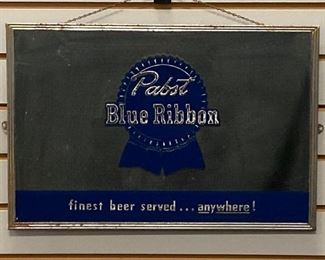 Pabst
Blue Ribbon
finest beer served...anywhere!